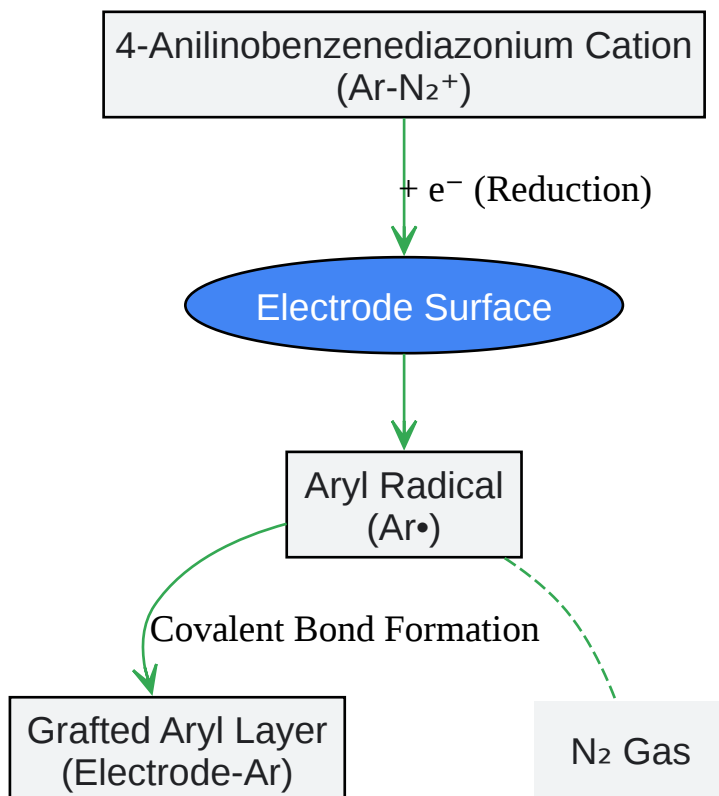 4-Anilinobenzenediazonium Cation
(Ar-N₂⁺)
+ e⁻ (Reduction)
Electrode Surface
Aryl Radical
(Ar•)
Covalent Bond Formation
Grafted Aryl Layer
(Electrode-Ar)
N₂ Gas